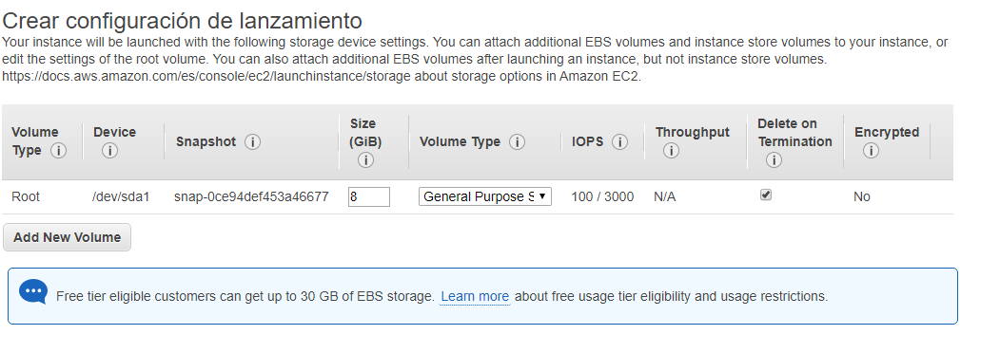 Crear configuración de lanzamiento
Your instance will be launched with the following storage device settings. You can attach additional EBS volumes and instance store volumes to your instance, or
edit the settings of the root volume. You can also attach additional EBS volumes after launching an instance, but not instance store volumes.
https://docs.aws.amazon.com/es/console/ec2/launchinstance/storage about storage options in Amazon EC2.
Volume Type i Device i Snapshot i Size (GiB) i Volume Type i IOPS i Throughput i Delete on Termination i Encrypted i
Root /dev/sda1 snap-0ce94def453a46677 8 General Purpose S 100 / 3000 N/A No
Add New Volume
Free tier eligible customers can get up to 30 GB of EBS storage. Learn more about free usage tier eligibility and usage restrictions.